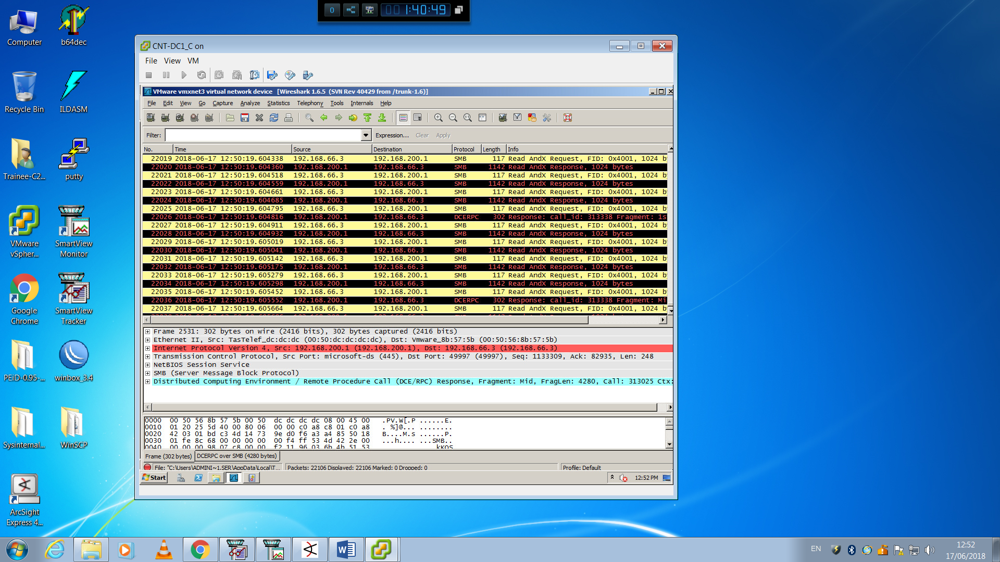 0
00 1:40:49
Computer
b64dec
Recycle Bin
ILDASM
Trainee-C2...
putty
VMware
vSpher...
SmartView
Monitor
Google
Chrome
SmartView
Tracker
PEiD-0.95-...
winbox_3.4
Sysinternal...
WinSCP
ArcSight
Express 4...
CNT-DC1_C on
File View VM
VMware vmxnet3 virtual network device [Wireshark 1.6.5 (SVN Rev 40429 from /trunk-1.6)]
File Edit View Go Capture Analyze Statistics Telephony Tools Internals Help
Filter: Expression... Clear Apply
No. Time Source Destination Protocol Length Info
22019 2018-06-17 12:50:19.604338 192.168.66.3 192.168.200.1 SMB 117 Read AndX Request, FID: 0x4001, 1024 by
22020 2018-06-17 12:50:19.604360 192.168.200.1 192.168.66.3 SMB 1142 Read AndX Response, 1024 bytes
22021 2018-06-17 12:50:19.604518 192.168.66.3 192.168.200.1 SMB 117 Read AndX Request, FID: 0x4001, 1024 by
22022 2018-06-17 12:50:19.604559 192.168.200.1 192.168.66.3 SMB 1142 Read AndX Response, 1024 bytes
22023 2018-06-17 12:50:19.604661 192.168.66.3 192.168.200.1 SMB 117 Read AndX Request, FID: 0x4001, 1024 by
22024 2018-06-17 12:50:19.604685 192.168.200.1 192.168.66.3 SMB 1142 Read AndX Response, 1024 bytes
22025 2018-06-17 12:50:19.604795 192.168.66.3 192.168.200.1 SMB 117 Read AndX Request, FID: 0x4001, 1024 by
22026 2018-06-17 12:50:19.604816 192.168.200.1 192.168.66.3 DCERPC 302 Response: call_id: 313338 Fragment: 1s
22027 2018-06-17 12:50:19.604911 192.168.66.3 192.168.200.1 SMB 117 Read AndX Request, FID: 0x4001, 1024 by
22028 2018-06-17 12:50:19.604932 192.168.200.1 192.168.66.3 SMB 1142 Read AndX Response, 1024 bytes
22029 2018-06-17 12:50:19.605019 192.168.66.3 192.168.200.1 SMB 117 Read AndX Request, FID: 0x4001, 1024 by
22030 2018-06-17 12:50:19.605041 192.168.200.1 192.168.66.3 SMB 1142 Read AndX Response, 1024 bytes
22031 2018-06-17 12:50:19.605142 192.168.66.3 192.168.200.1 SMB 117 Read AndX Request, FID: 0x4001, 1024 by
22032 2018-06-17 12:50:19.605175 192.168.200.1 192.168.66.3 SMB 1142 Read AndX Response, 1024 bytes
22033 2018-06-17 12:50:19.605279 192.168.66.3 192.168.200.1 SMB 117 Read AndX Request, FID: 0x4001, 1024 by
22034 2018-06-17 12:50:19.605298 192.168.200.1 192.168.66.3 SMB 1142 Read AndX Response, 1024 bytes
22035 2018-06-17 12:50:19.605452 192.168.66.3 192.168.200.1 SMB 117 Read AndX Request, FID: 0x4001, 1024 by
22036 2018-06-17 12:50:19.605552 192.168.200.1 192.168.66.3 DCERPC 302 Response: call_id: 313338 Fragment: Mi
22037 2018-06-17 12:50:19.605664 192.168.66.3 192.168.200.1 SMB 117 Read AndX Request, FID: 0x4001, 1024 by
Frame 2531: 302 bytes on wire (2416 bits), 302 bytes captured (2416 bits)
Ethernet II, Src: TasTelef_dc:dc:dc (00:50:dc:dc:dc:dc), Dst: Vmware_8b:57:5b (00:50:56:8b:57:5b)
Internet Protocol Version 4, Src: 192.168.200.1 (192.168.200.1), Dst: 192.168.66.3 (192.168.66.3)
Transmission Control Protocol, Src Port: microsoft-ds (445), Dst Port: 49997 (49997), Seq: 1133309, Ack: 82935, Len: 248
NetBIOS Session Service
SMB (Server Message Block Protocol)
Distributed Computing Environment / Remote Procedure Call (DCE/RPC) Response, Fragment: Mid, FragLen: 4280, Call: 313025 Ctx:
0000 00 50 56 8b 57 5b 00 50 dc dc dc dc 08 00 45 00 .PV.W[.P ......E.
0010 01 20 25 5d 40 00 80 06 00 00 c0 a8 c8 01 c0 a8 . %]@... ........
0020 42 03 01 bd c3 4d 14 73 9e d0 f6 a3 a4 85 50 18 B....M.s ......P.
0030 01 fe 8c 68 00 00 00 00 00 f4 ff 53 4d 42 2e 00 ...h.... ...SMB..
0040 00 00 00 98 07 c8 00 00 f2 11 96 03 6b 4b 51 53 kKQS
Frame (302 bytes) DCERPC over SMB (4280 bytes)
File: "C:\Users\ADMINI~1.SER\AppData\Local\T... Packets: 22106 Displayed: 22106 Marked: 0 Dropped: 0 Profile: Default
Start 12:52 PM
EN
12:52
17/06/2018